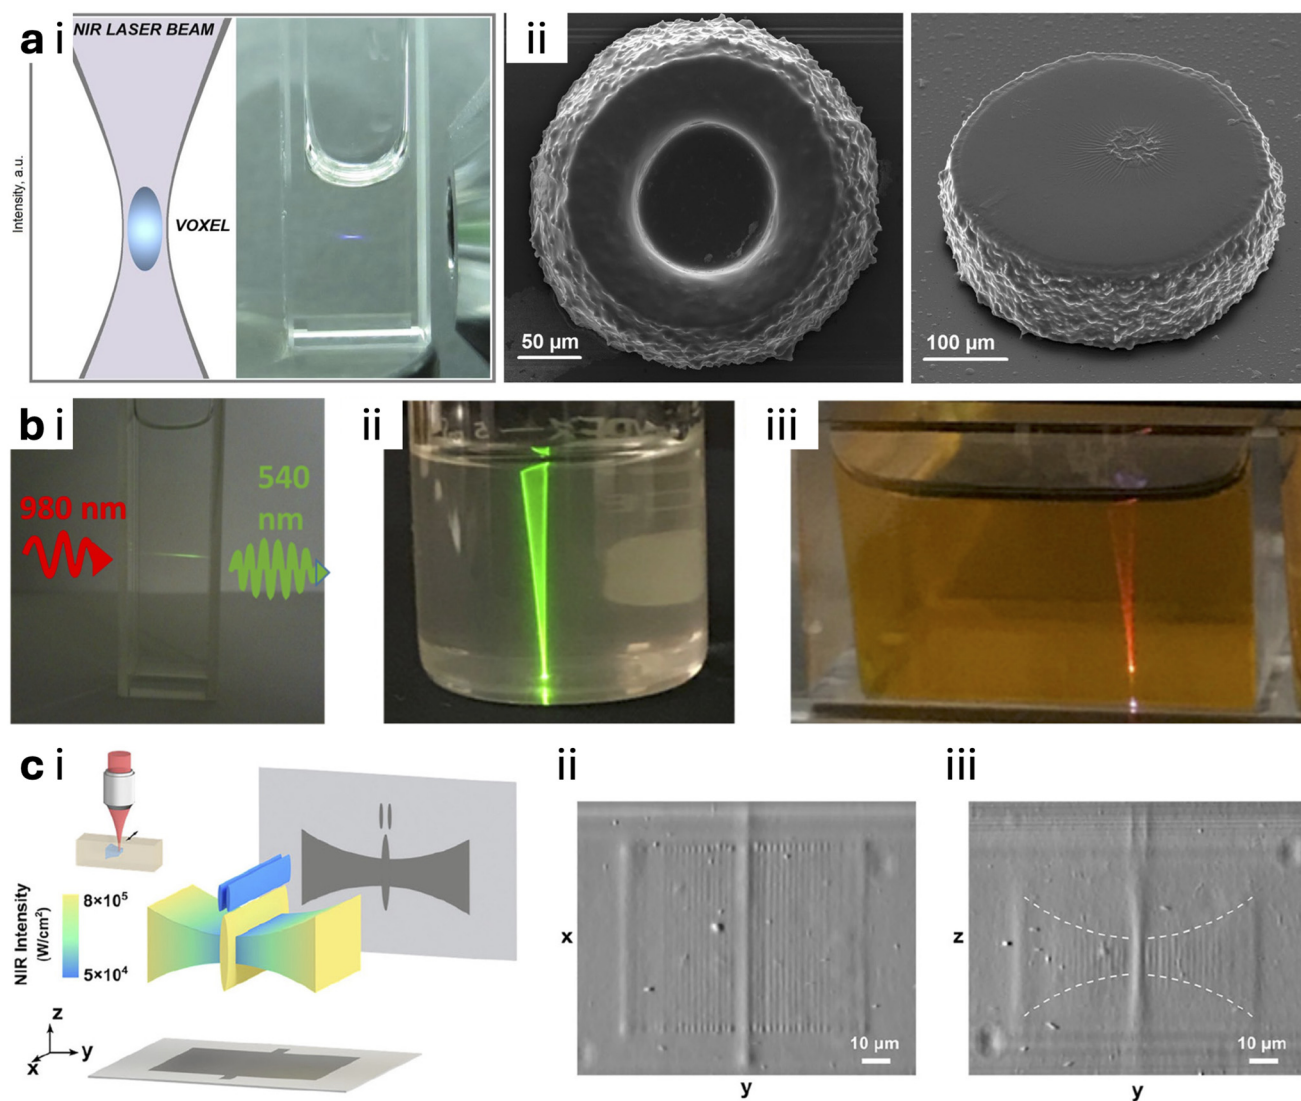 a i
NIR LASER BEAM
Intensity, a.u.
VOXEL
ii
50 µm
100 µm
b i
980 nm
540
nm
ii
iii
c i
NIR Intensity
(W/cm²)
8×10⁵
5×10⁴
z
y
x
ii
x
10 µm
y
iii
z
10 µm
y